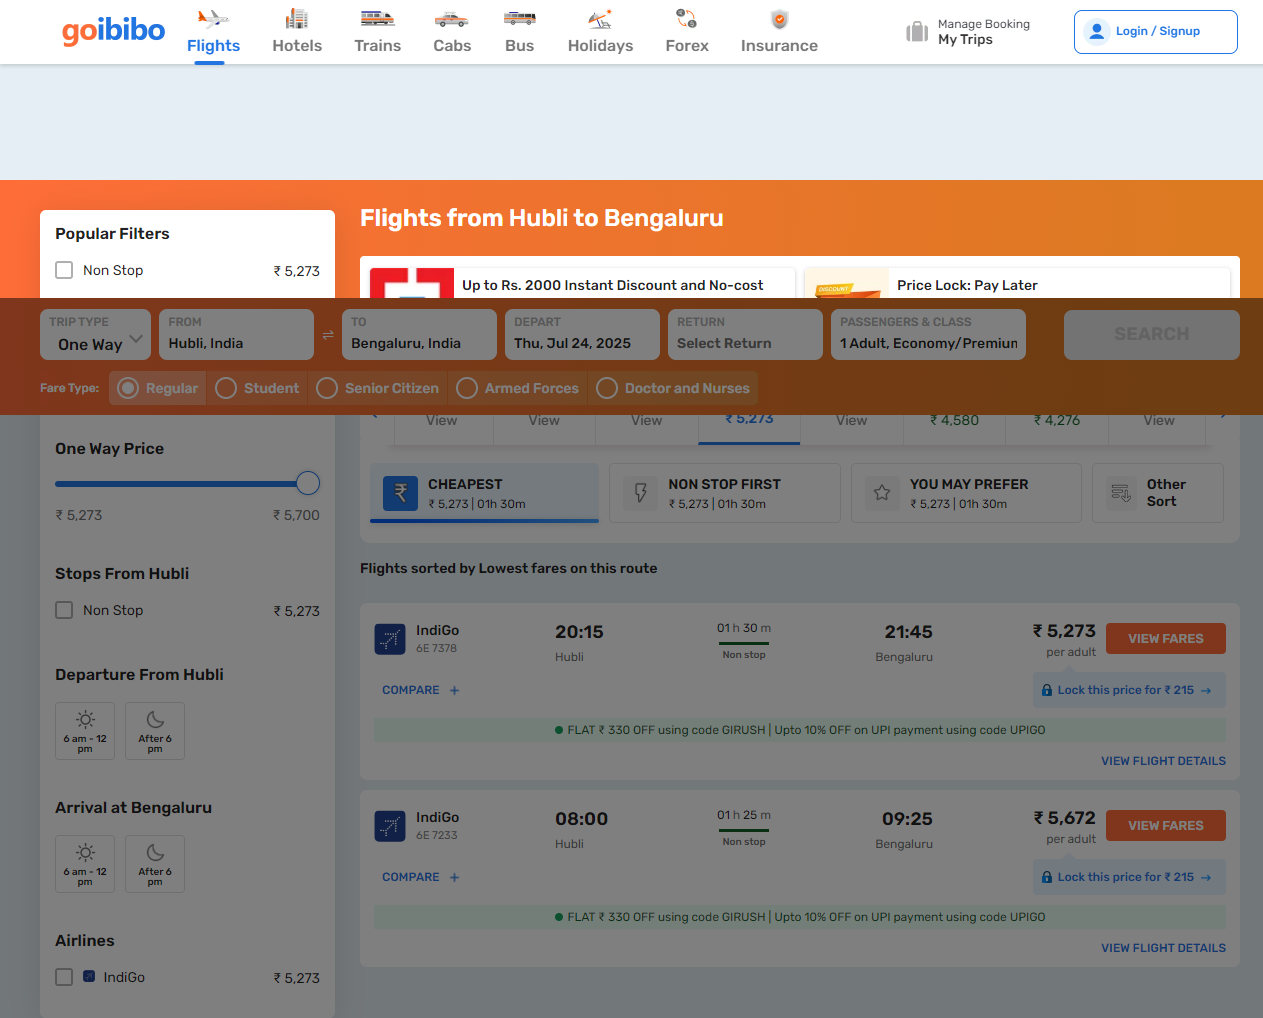 goibibo
Flights
Hotels
Trains
Cabs
Bus
Holidays
Forex
Insurance
Manage Booking
My Trips
Login / Signup
Popular Filters
Non Stop
₹ 5,273
Flights from Hubli to Bengaluru
Up to Rs. 2000 Instant Discount and No-cost
DISCOUNT
Price Lock: Pay Later
TRIP TYPE
One Way
FROM
Hubli, India
⇌
TO
Bengaluru, India
DEPART
Thu, Jul 24, 2025
RETURN
Select Return
PASSENGERS & CLASS
1 Adult, Economy/Premiun
SEARCH
Fare Type:
Regular
Student
Senior Citizen
Armed Forces
Doctor and Nurses
View
View
View
₹ 5,273
View
₹ 4,580
₹ 4,276
View
One Way Price
₹ 5,273
₹ 5,700
CHEAPEST
₹ 5,273 | 01h 30m
NON STOP FIRST
₹ 5,273 | 01h 30m
YOU MAY PREFER
₹ 5,273 | 01h 30m
Other
Sort
Flights sorted by Lowest fares on this route
Stops From Hubli
Non Stop
₹ 5,273
Departure From Hubli
6 am - 12
pm
After 6
pm
Arrival at Bengaluru
6 am - 12
pm
After 6
pm
Airlines
IndiGo
₹ 5,273
IndiGo
6E 7378
20:15
Hubli
01 h 30 m
Non stop
21:45
Bengaluru
₹ 5,273
per adult
VIEW FARES
COMPARE +
Lock this price for ₹ 215 →
FLAT ₹ 330 OFF using code GIRUSH | Upto 10% OFF on UPI payment using code UPIGO
VIEW FLIGHT DETAILS
IndiGo
6E 7233
08:00
Hubli
01 h 25 m
Non stop
09:25
Bengaluru
₹ 5,672
per adult
VIEW FARES
COMPARE +
Lock this price for ₹ 215 →
FLAT ₹ 330 OFF using code GIRUSH | Upto 10% OFF on UPI payment using code UPIGO
VIEW FLIGHT DETAILS